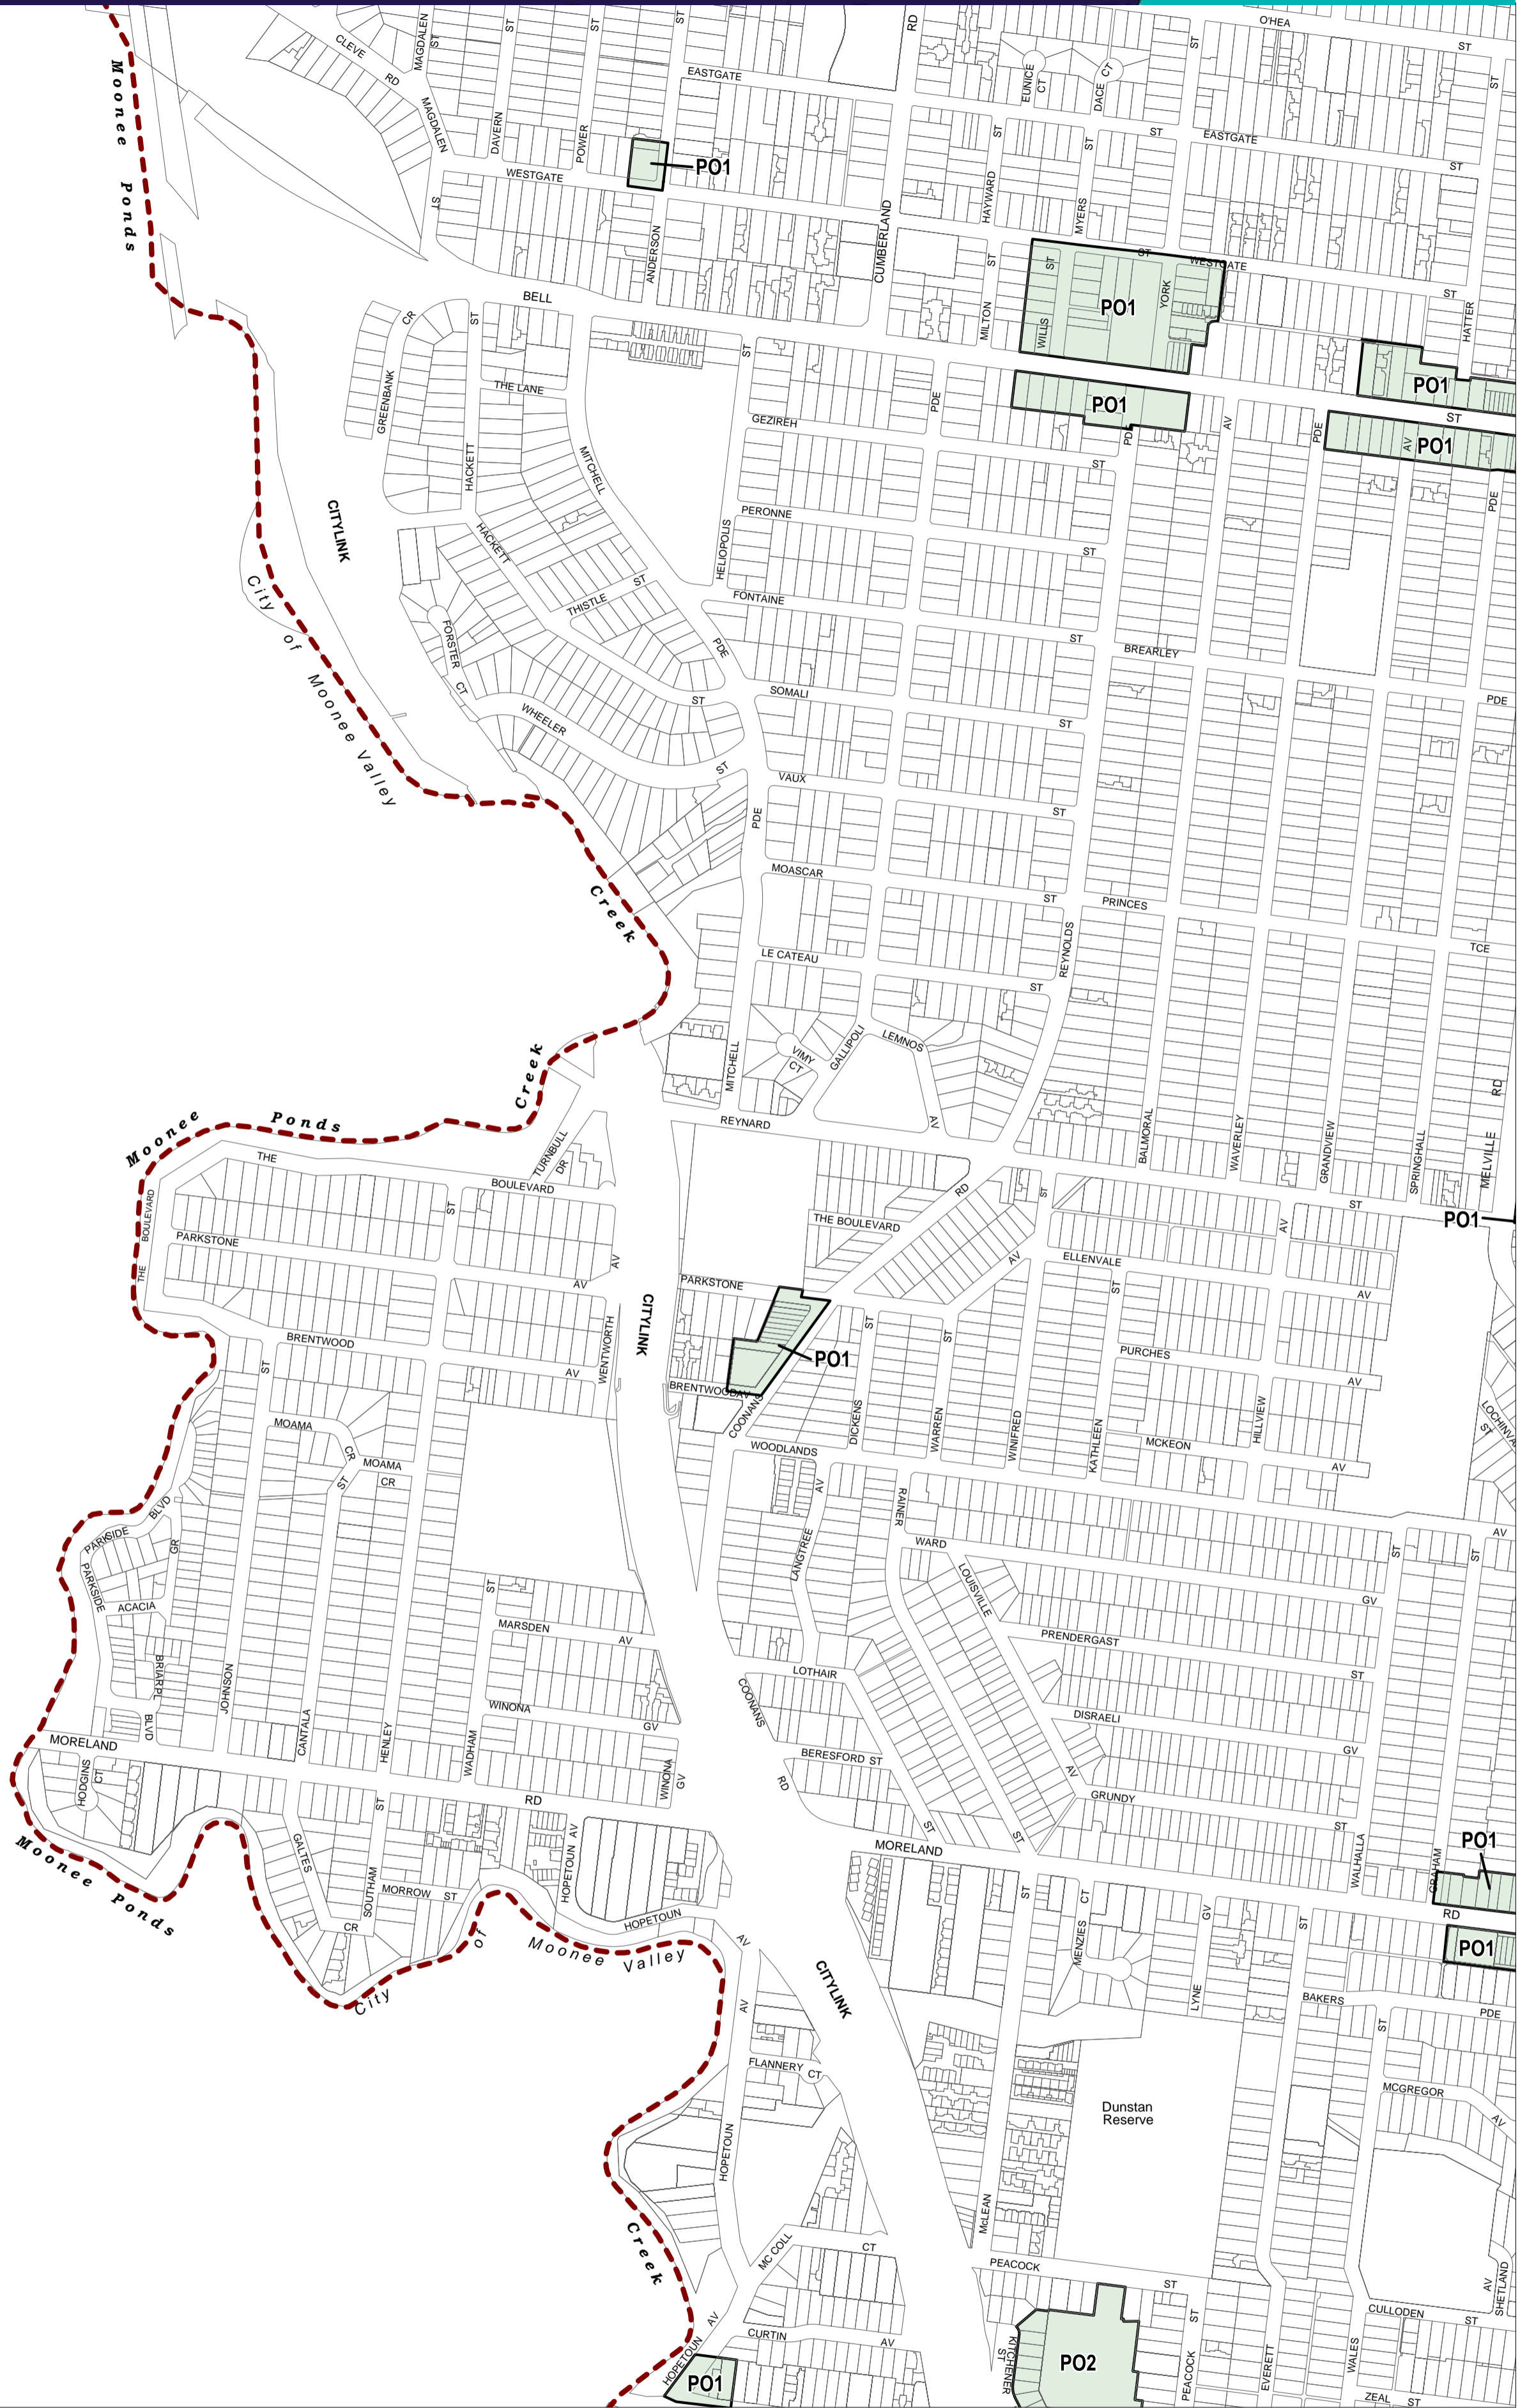 O'HEA
ST
CLEVE
RD
MAGDALEN
ST
ST
ST
ST
RD
ST
ST
EASTGATE
EUNICE
CT
DACE CT
Moonee Ponds
MAGDALEN
ST
DAVERN
POWER
WESTGATE
PO1
ST
ST
ST
EASTGATE
ST
HAYWARD
MYERS
CUMBERLAND
ANDERSON
BELL
ST
ST
WESTGATE
ST
ST
WILLS
PO1
YORK
MILTON
HATTER
CR
ST
ST
GREENBANK
THE LANE
PDE
PO1
PO1
ST
GEZIREH
PDE
AV
PDE
AV
PO1
HACKETT
MITCHELL
ST
PDE
CITYLINK
PERONNE
HACKETT
HELIOPOLIS
ST
City of Moonee Valley
THISTLE
ST
FONTAINE
FORSTER
CT
PDE
ST
BREARLEY
SOMALI
ST
PDE
WHEELER
ST
ST
VAUX
PDE
ST
MOASCAR
Creek
ST
PRINCES
REYNOLDS
TCE
LE CATEAU
ST
VIMY
CT
GALLIPOLI
LEMNOS
MITCHELL
AV
RD
Creek
Moonee Ponds
REYNARD
BALMORAL
WAVERLEY
GRANDVIEW
SPRINGHALL
MELVILLE
THE
TURNBULL
DR
BOULEVARD
BOULEVARD
THE
ST
RD
ST
ST
PO1
THE BOULEVARD
AV
PARKSTONE
AV
AV
AV
ELLENVALE
ST
AV
PARKSTONE
CITYLINK
BRENTWOOD
WENTWORTH
ST
AV
ST
ST
PO1
PURCHES
AV
BRENTWOOD AV
COONANS
DICKENS
WARREN
WINIFRED
KATHLEEN
HILLVIEW
LOCHINVAR
ST
MOAMA
CR
MOAMA
CR
ST
WOODLANDS
MCKEON
AV
AV
RAINER
BLVD
PARKSIDE
GR
PARKSIDE
LANGTREE
WARD
AV
ST
ST
ACACIA
ST
LOUISVILLE
GV
MARSDEN
AV
PRENDERGAST
ST
BRIAR PL
JOHNSON
LOTHAIR
COONANS
WINONA
GV
DISRAELI
BLVD
CANTALA
HENLEY
WADHAM
GV
MORELAND
WINONA
GV
BERESFORD ST
RD
AV
HODGINS
CT
RD
ST
GRUNDY
ST
ST
ST
MORELAND
PO1
WALHALLA
GRAHAM
Moonee Ponds
GALTES
SOUTHAM
HOPETOUN AV
MORROW ST
CR
HOPETOUN
AV
ST
CT
MENZIES
GV
ST
RD
PO1
City of Moonee Valley
CITYLINK
LYNE
BAKERS
PDE
AV
ST
FLANNERY CT
MCGREGOR
AV
Dunstan
Reserve
HOPETOUN
McLEAN
Creek
MC COLL
CT
PEACOCK
ST
AV
SHETLAND
CULLODEN
ST
AV
CURTIN
AV
ST
HOPETOUN
PO1
KITCHENER
ST
PO2
PEACOCK
EVERETT
WALES
ZEAL ST